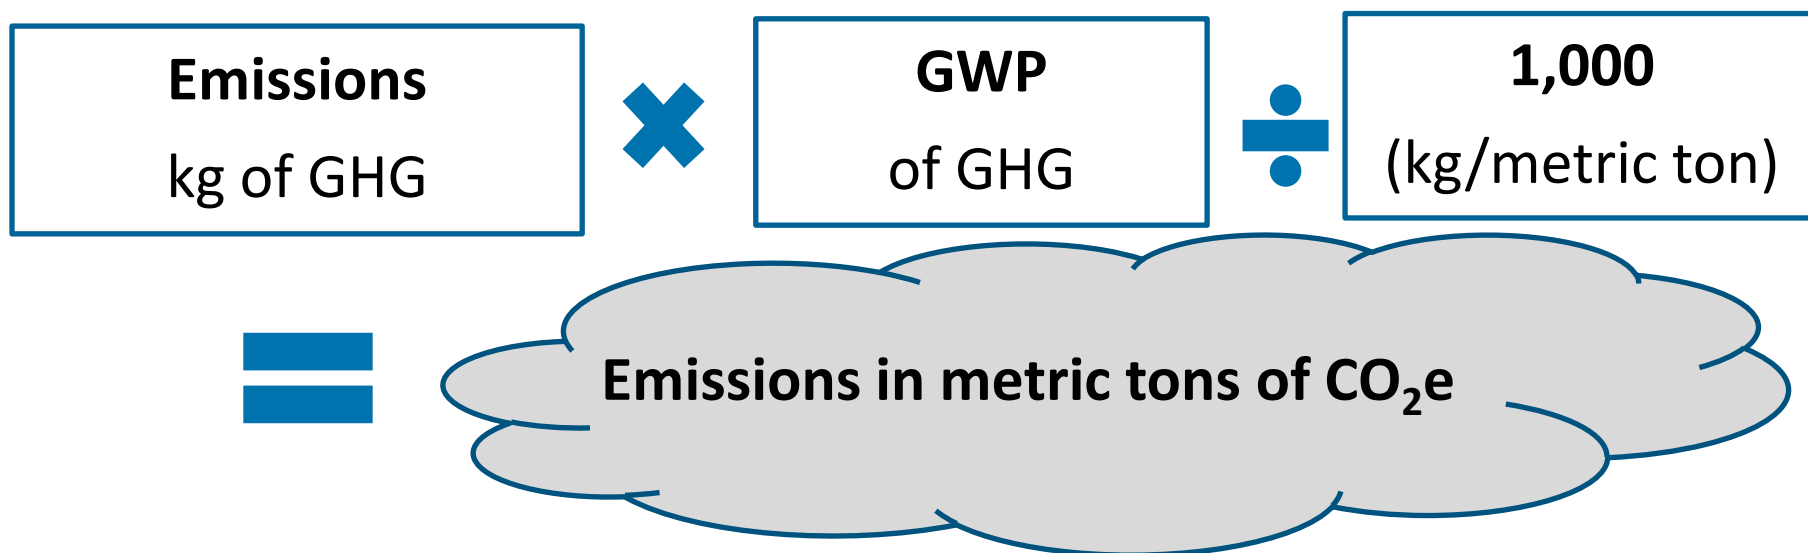 Emissions
kg of GHG
GWP
of GHG
1,000
(kg/metric ton)
Emissions in metric tons of CO₂e